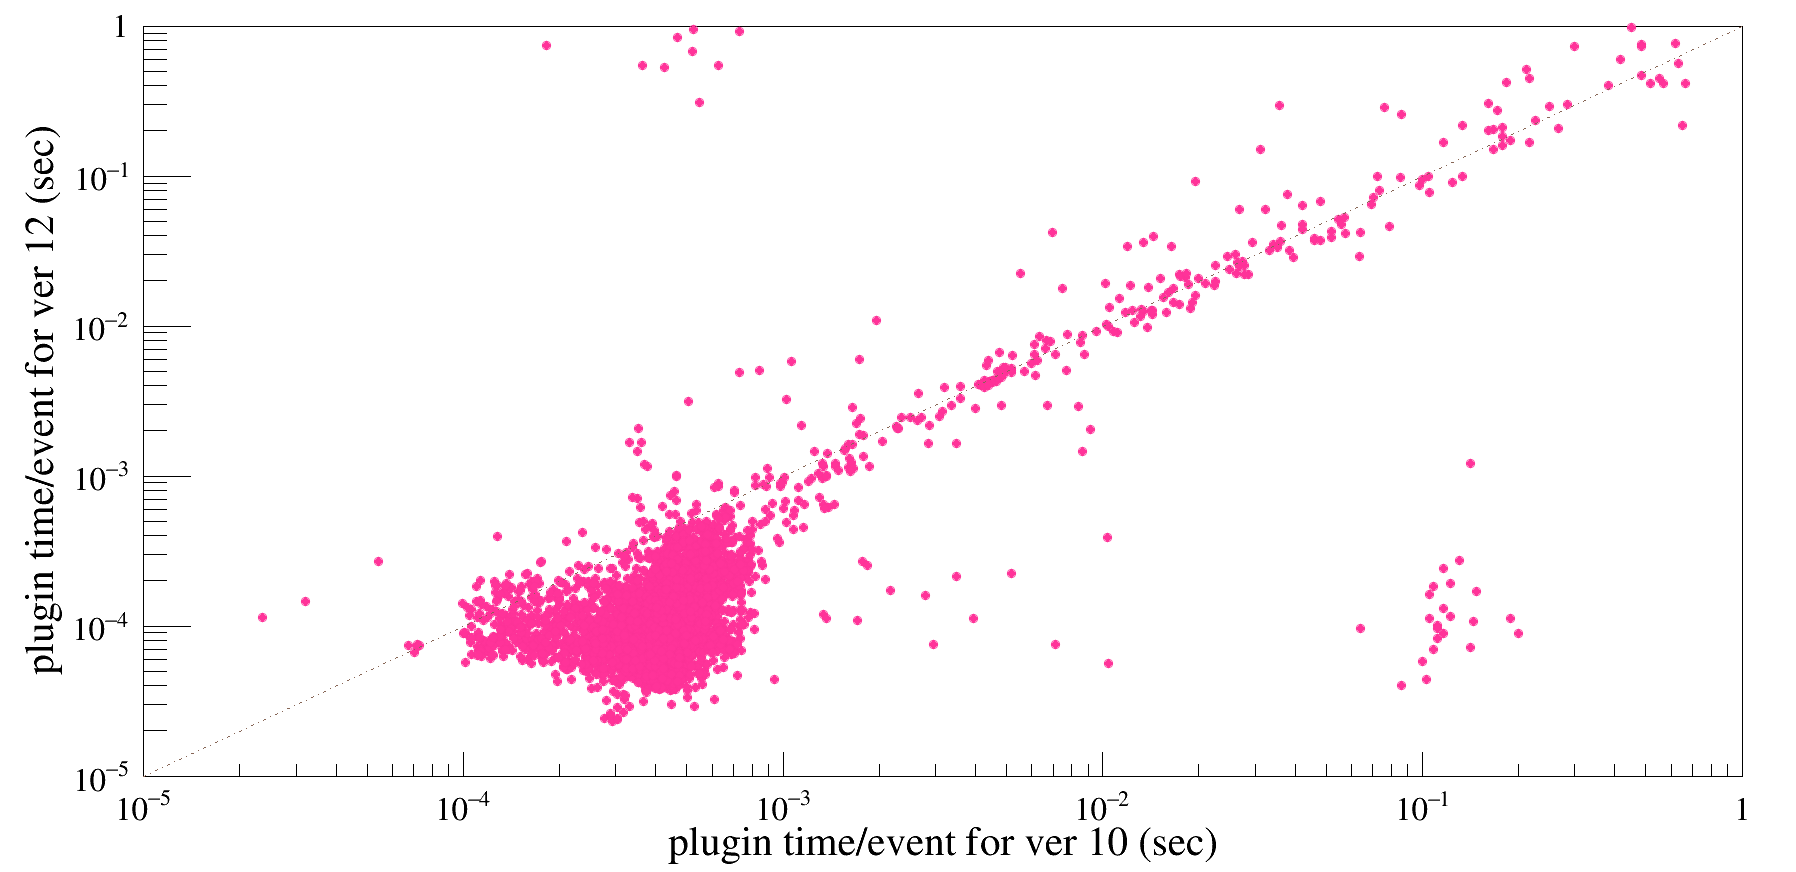 1
10⁻¹
10⁻²
10⁻³
10⁻⁴
10⁻⁵
plugin time/event for ver 12 (sec)
10⁻⁵ 10⁻⁴ 10⁻³ 10⁻² 10⁻¹ 1
plugin time/event for ver 10 (sec)